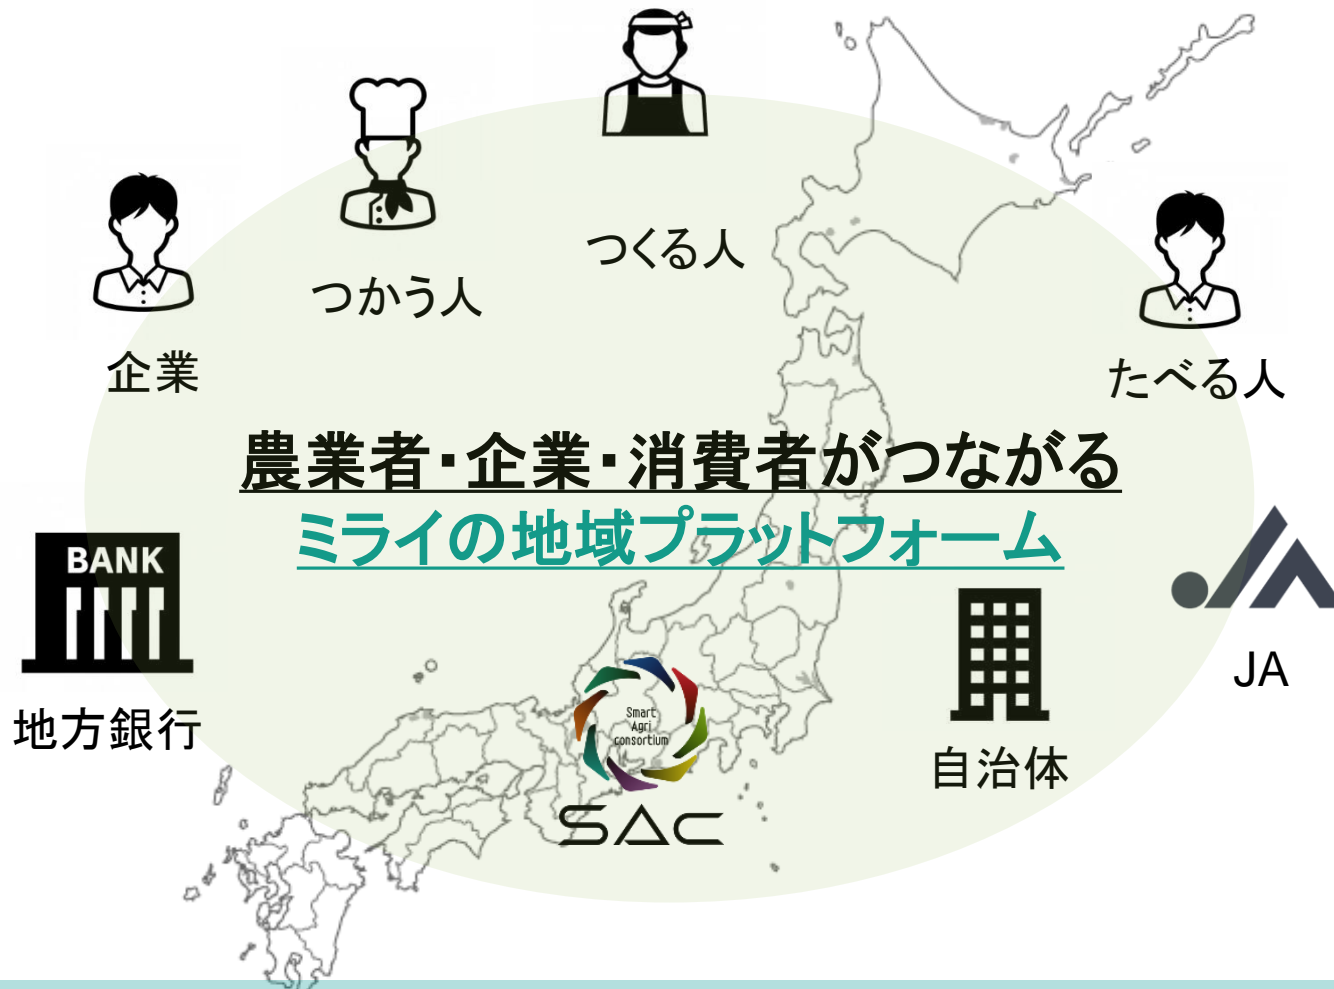 つくる人
つかう人
企業
たべる人
農業者・企業・消費者がつながる
ミライの地域プラットフォーム
BANK
地方銀行
JA
自治体
Smart
Agri
consortium
SAC